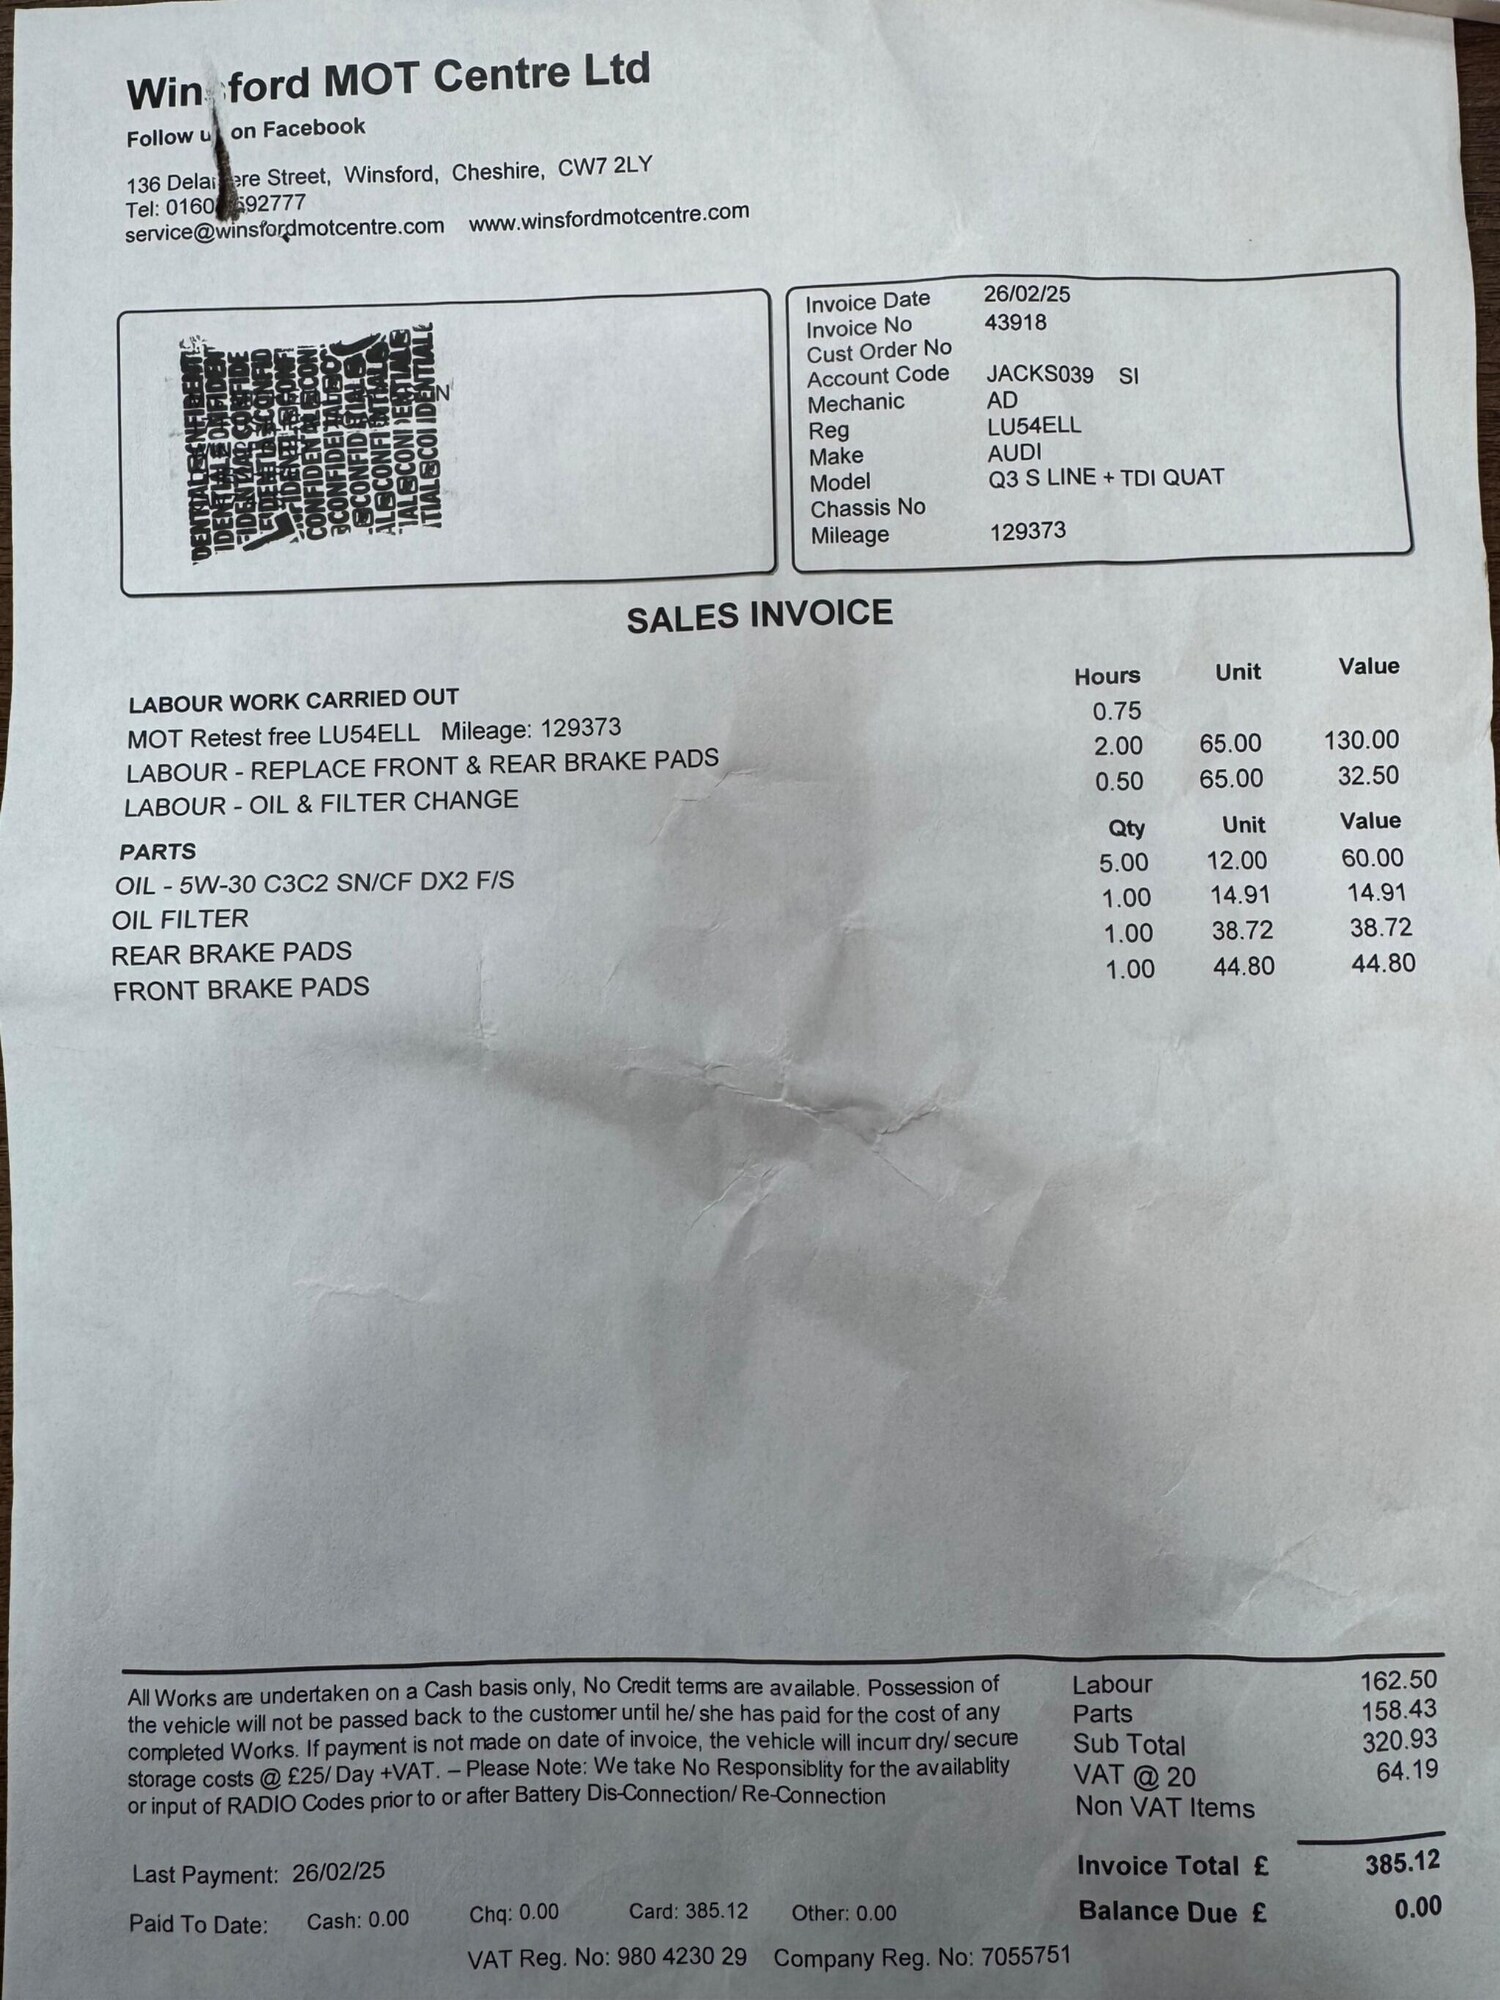 Winsford MOT Centre Ltd
Follow us on Facebook
136 Delamere Street, Winsford, Cheshire, CW7 2LY
Tel: 592777
service@winsfordmotcentre.com www.winsfordmotcentre.com
Invoice Date 26/02/25
Invoice No 43918
Cust Order No
Account Code JACKS039 SI
Mechanic AD
Reg LU54ELL
Make AUDI
Model Q3 S LINE + TDI QUAT
Chassis No
Mileage 129373
SALES INVOICE
LABOUR WORK CARRIED OUT Hours Unit Value
MOT Retest free LU54ELL Mileage: 129373 0.75
LABOUR - REPLACE FRONT & REAR BRAKE PADS 2.00 65.00 130.00
LABOUR - OIL & FILTER CHANGE 0.50 65.00 32.50
PARTS Qty Unit Value
OIL - 5W-30 C3C2 SN/CF DX2 F/S 5.00 12.00 60.00
OIL FILTER 1.00 14.91 14.91
REAR BRAKE PADS 1.00 38.72 38.72
FRONT BRAKE PADS 1.00 44.80 44.80
All Works are undertaken on a Cash basis only, No Credit terms are available. Possession of
the vehicle will not be passed back to the customer until he/ she has paid for the cost of any
completed Works. If payment is not made on date of invoice, the vehicle will incurr dry/ secure
storage costs @ £25/ Day +VAT. – Please Note: We take No Responsiblity for the availablity
or input of RADIO Codes prior to or after Battery Dis-Connection/ Re-Connection
Labour 162.50
Parts 158.43
Sub Total 320.93
VAT @ 20 64.19
Non VAT Items
Invoice Total £ 385.12
Balance Due £ 0.00
Last Payment: 26/02/25
Paid To Date: Cash: 0.00 Chq: 0.00 Card: 385.12 Other: 0.00
VAT Reg. No: 980 4230 29 Company Reg. No: 7055751